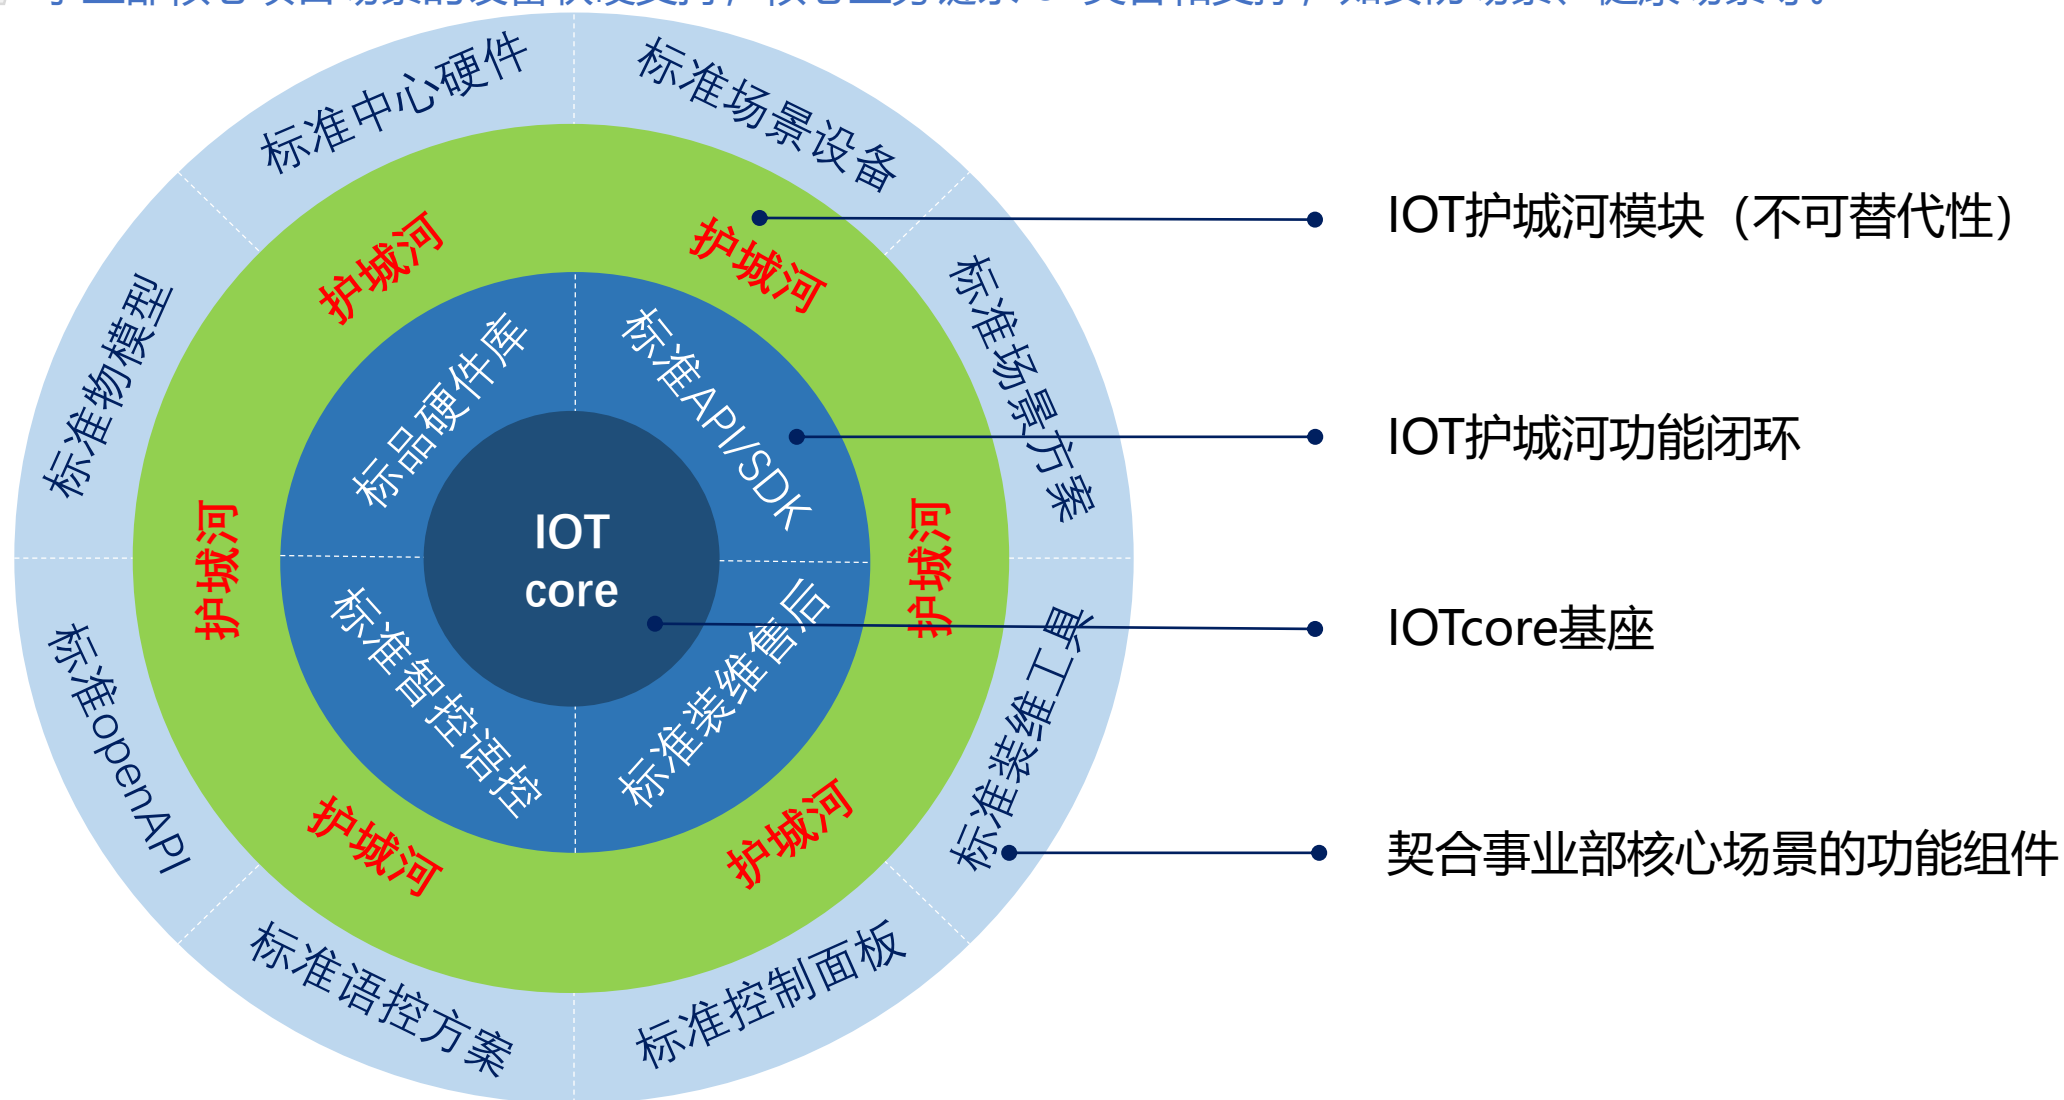 标准中心硬件
标准场景设备
标准物模型
标准场景方案
护城河
护城河
标品硬件库
标准API/SDK
护城河
护城河
IOT
core
标准智控语控
标准装维售后
标准openAPI
标准装维工具
护城河
护城河
标准语控方案
标准控制面板
IOT护城河模块（不可替代性）
IOT护城河功能闭环
IOTcore基座
契合事业部核心场景的功能组件